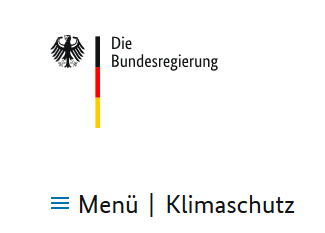 Die
Bundesregierung
Menü | Klimaschutz